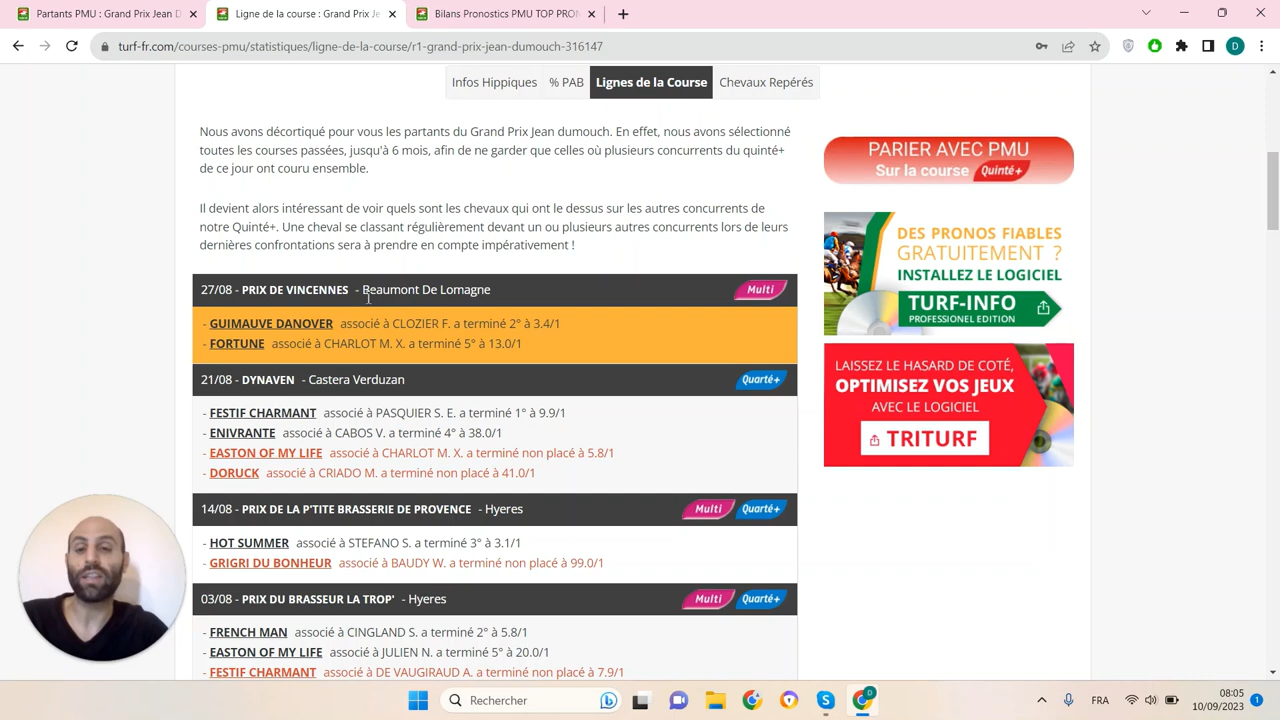 Partants PMU : Grand Prix Jean D
Ligne de la course : Grand Prix Je
Bilans Pronostics PMU TOP PRON
turf-fr.com/courses-pmu/statistiques/ligne-de-la-course/r1-grand-prix-jean-dumouch-316147
D
Infos Hippiques % PAB Lignes de la Course Chevaux Repérés
Nous avons décortiqué pour vous les partants du Grand Prix Jean dumouch. En effet, nous avons sélectionné
toutes les courses passées, jusqu'à 6 mois, afin de ne garder que celles où plusieurs concurrents du quinté+
de ce jour ont couru ensemble.
Il devient alors intéressant de voir quels sont les chevaux qui ont le dessus sur les autres concurrents de
notre Quinté+. Une cheval se classant régulièrement devant un ou plusieurs autres concurrents lors de leurs
dernières confrontations sera à prendre en compte impérativement !
27/08 - PRIX DE VINCENNES - Beaumont De Lomagne Multi
- GUIMAUVE DANOVER associé à CLOZIER F. a terminé 2° à 3.4/1
- FORTUNE associé à CHARLOT M. X. a terminé 5° à 13.0/1
21/08 - DYNAVEN - Castera Verduzan Quarté+
- FESTIF CHARMANT associé à PASQUIER S. E. a terminé 1° à 9.9/1
- ENIVRANTE associé à CABOS V. a terminé 4° à 38.0/1
- EASTON OF MY LIFE associé à CHARLOT M. X. a terminé non placé à 5.8/1
- DORUCK associé à CRIADO M. a terminé non placé à 41.0/1
14/08 - PRIX DE LA P'TITE BRASSERIE DE PROVENCE - Hyeres Multi Quarté+
- HOT SUMMER associé à STEFANO S. a terminé 3° à 3.1/1
- GRIGRI DU BONHEUR associé à BAUDY W. a terminé non placé à 99.0/1
03/08 - PRIX DU BRASSEUR LA TROP' - Hyeres Multi Quarté+
- FRENCH MAN associé à CINGLAND S. a terminé 2° à 5.8/1
- EASTON OF MY LIFE associé à JULIEN N. a terminé 5° à 20.0/1
- FESTIF CHARMANT associé à DE VAUGIRAUD A. a terminé non placé à 7.9/1
PARIER AVEC PMU
Sur la course Quinté+
DES PRONOS FIABLES
GRATUITEMENT ?
INSTALLEZ LE LOGICIEL
TURF-INFO
PROFESSIONEL EDITION
LAISSEZ LE HASARD DE COTÉ,
OPTIMISEZ VOS JEUX
AVEC LE LOGICIEL
TRITURF
Rechercher
D
FRA
08:05
10/09/2023
1